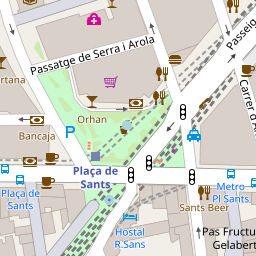 Passatge de Serra i Arola
Passeig
Carrer d'A
rtana
Orhan
Bancaja
P
Plaça de
Sants
Plaça de
Sants
Metro
Pl Sants
Sants Beer
Hostal
R.Sans
Pas Fructu
Gelabert